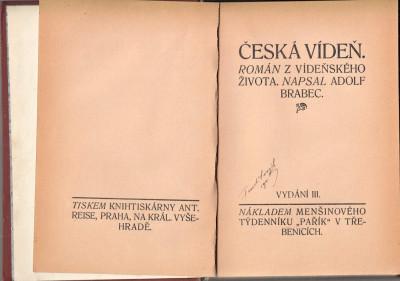 TISKEM KNIHTISKÁRNY ANT.
REISE, PRAHA, NA KRÁL. VYŠE-
HRADĚ.
ČESKÁ VÍDEŇ.
ROMÁN Z VÍDEŇSKÉHO
ŽIVOTA. NAPSAL ADOLF
BRABEC.
VYDÁNÍ III.
NÁKLADEM MENŠINOVÉHO
TÝDENNÍKU „PAŘÍK“ V TŘE-
BENICÍCH.